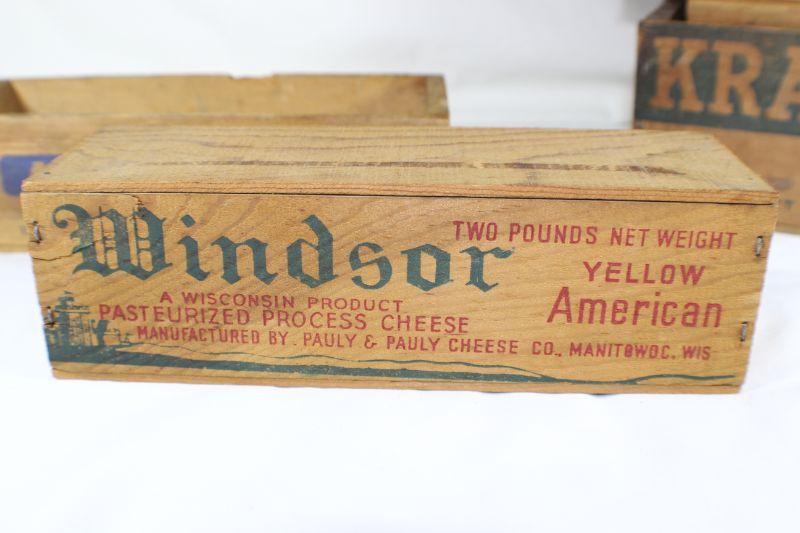 Windsor
TWO POUNDS NET WEIGHT
YELLOW
American
A WISCONSIN PRODUCT
PASTEURIZED PROCESS CHEESE
MANUFACTURED BY. PAULY & PAULY CHEESE CO., MANITOWOC, WIS
KRA